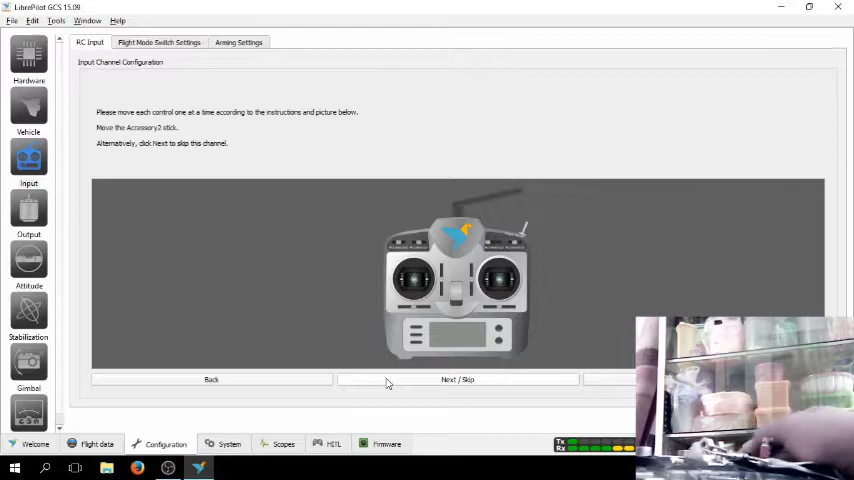 LibrePilot GCS 15.09
File Edit Tools Window Help
RC Input Flight Mode Switch Settings Arming Settings
Input Channel Configuration
Please move each control one at a time according to the instructions and picture below.
Move the Accessory2 stick.
Alternatively, click Next to skip this channel.
Hardware
Vehicle
Input
Output
Attitude
Stabilization
Gimbal
Back Next / Skip
Welcome Flight data Configuration System Scopes HITL Firmware
Tx
Rx